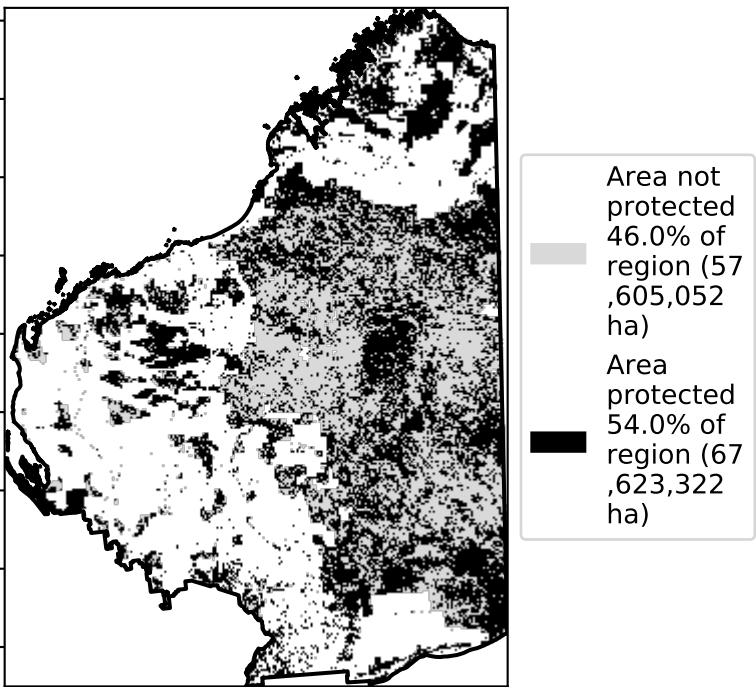 Area not
protected
46.0% of
region (57
,605,052
ha)
Area
protected
54.0% of
region (67
,623,322
ha)